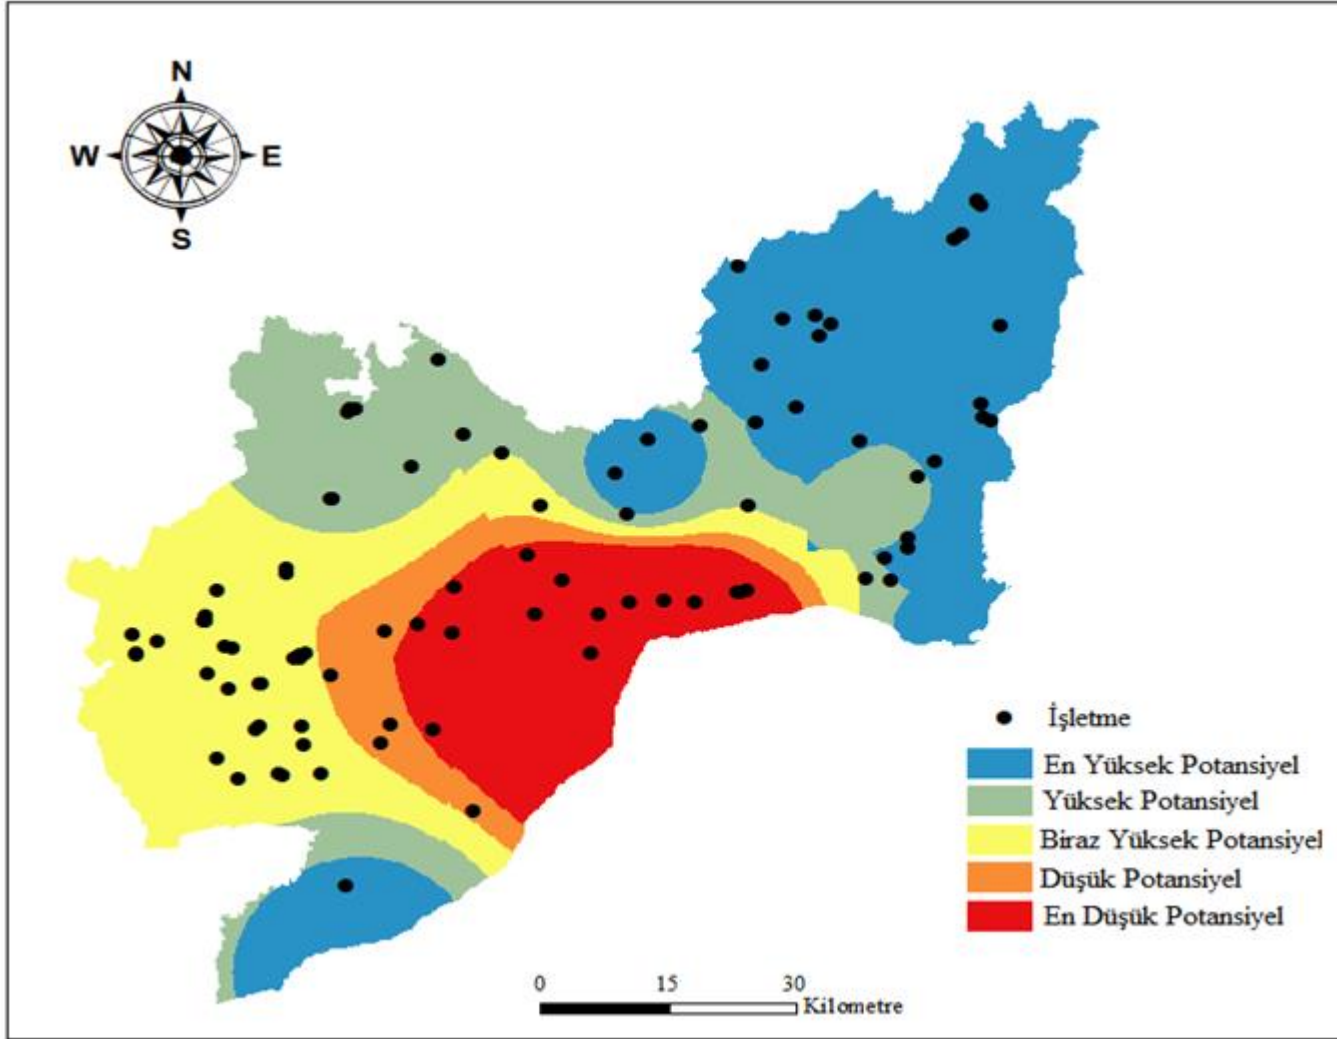 N
W E
S
İşletme
En Yüksek Potansiyel
Yüksek Potansiyel
Biraz Yüksek Potansiyel
Düşük Potansiyel
En Düşük Potansiyel
0 15 30
Kilometre